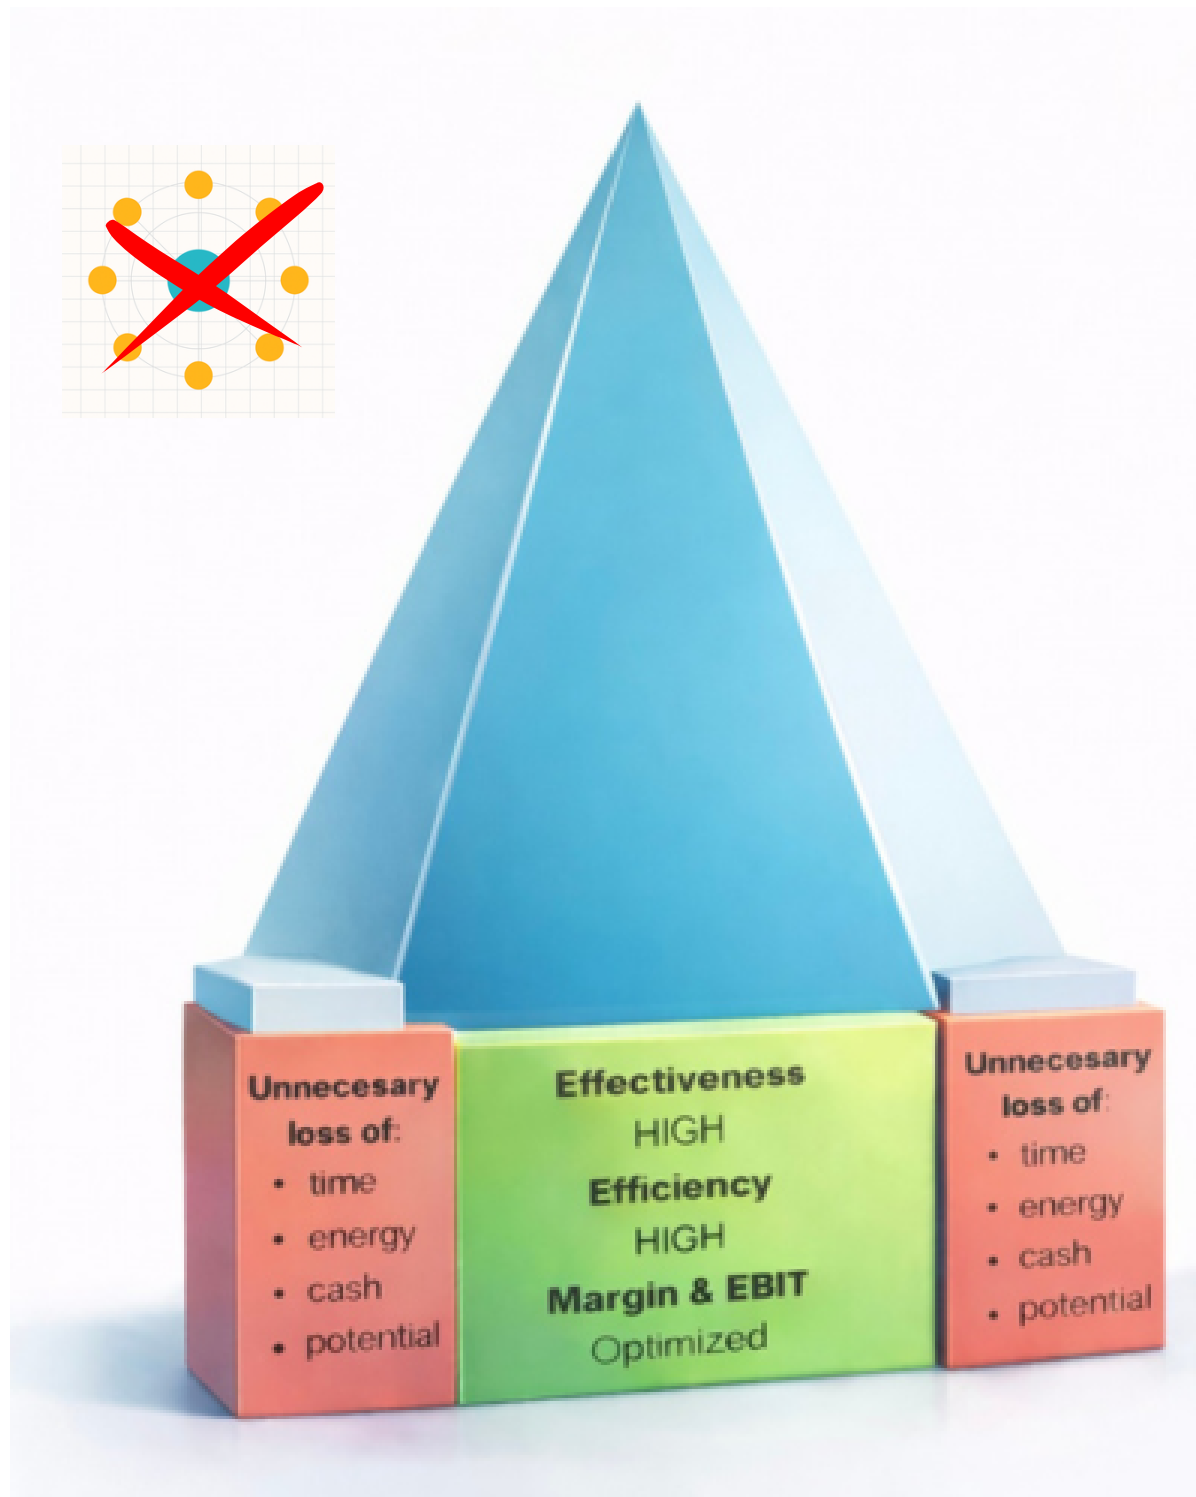 Unnecesary
loss of:
• time
• energy
• cash
• potential
Effectiveness
HIGH
Efficiency
HIGH
Margin & EBIT
Optimized
Unnecesary
loss of:
• time
• energy
• cash
• potential